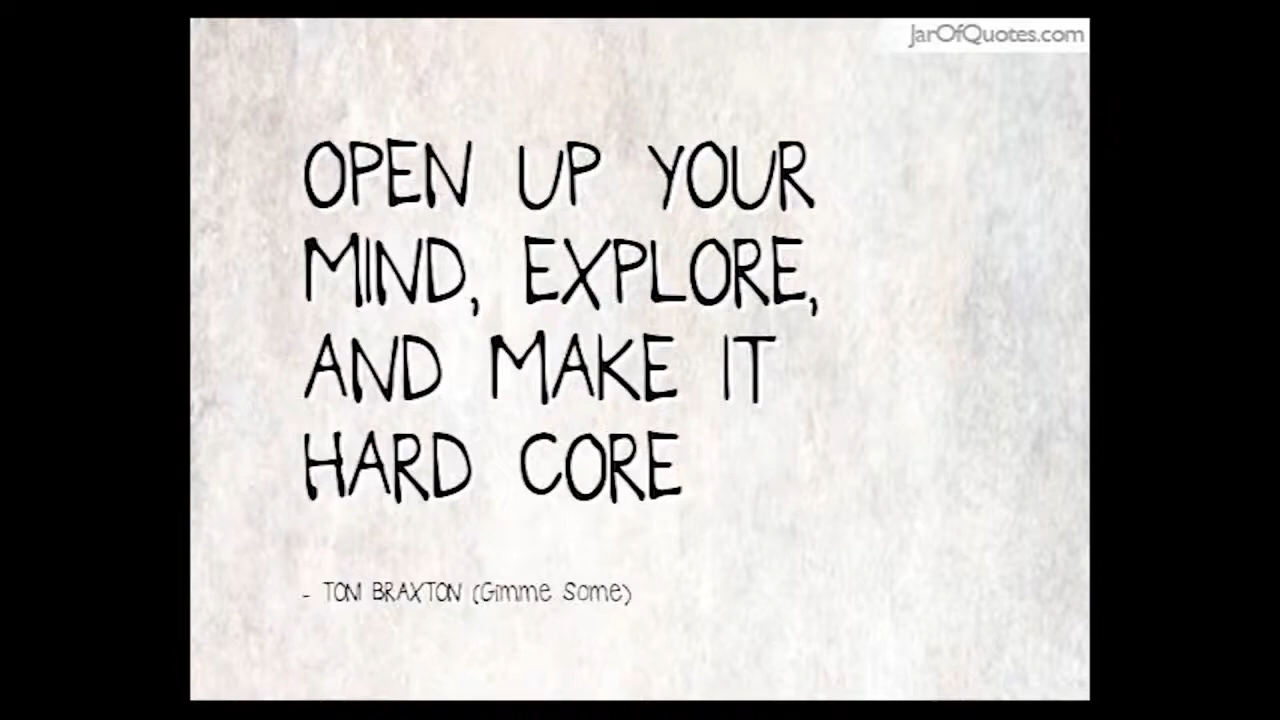 JarOfQuotes.com
OPEN UP YOUR
MIND, EXPLORE,
AND MAKE IT
HARD CORE
- TONI BRAXTON (Gimme Some)